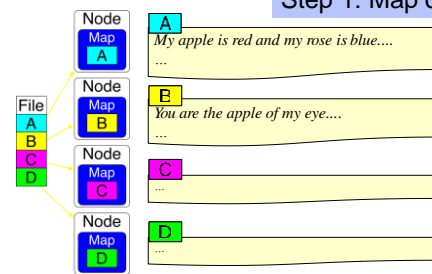 Step 1: Map
File
A
B
C
D
Node
Map
A
Node
Map
B
Node
Map
C
Node
Map
D
A
My apple is red and my rose is blue....
...
B
You are the apple of my eye....
...
C
...
D
...